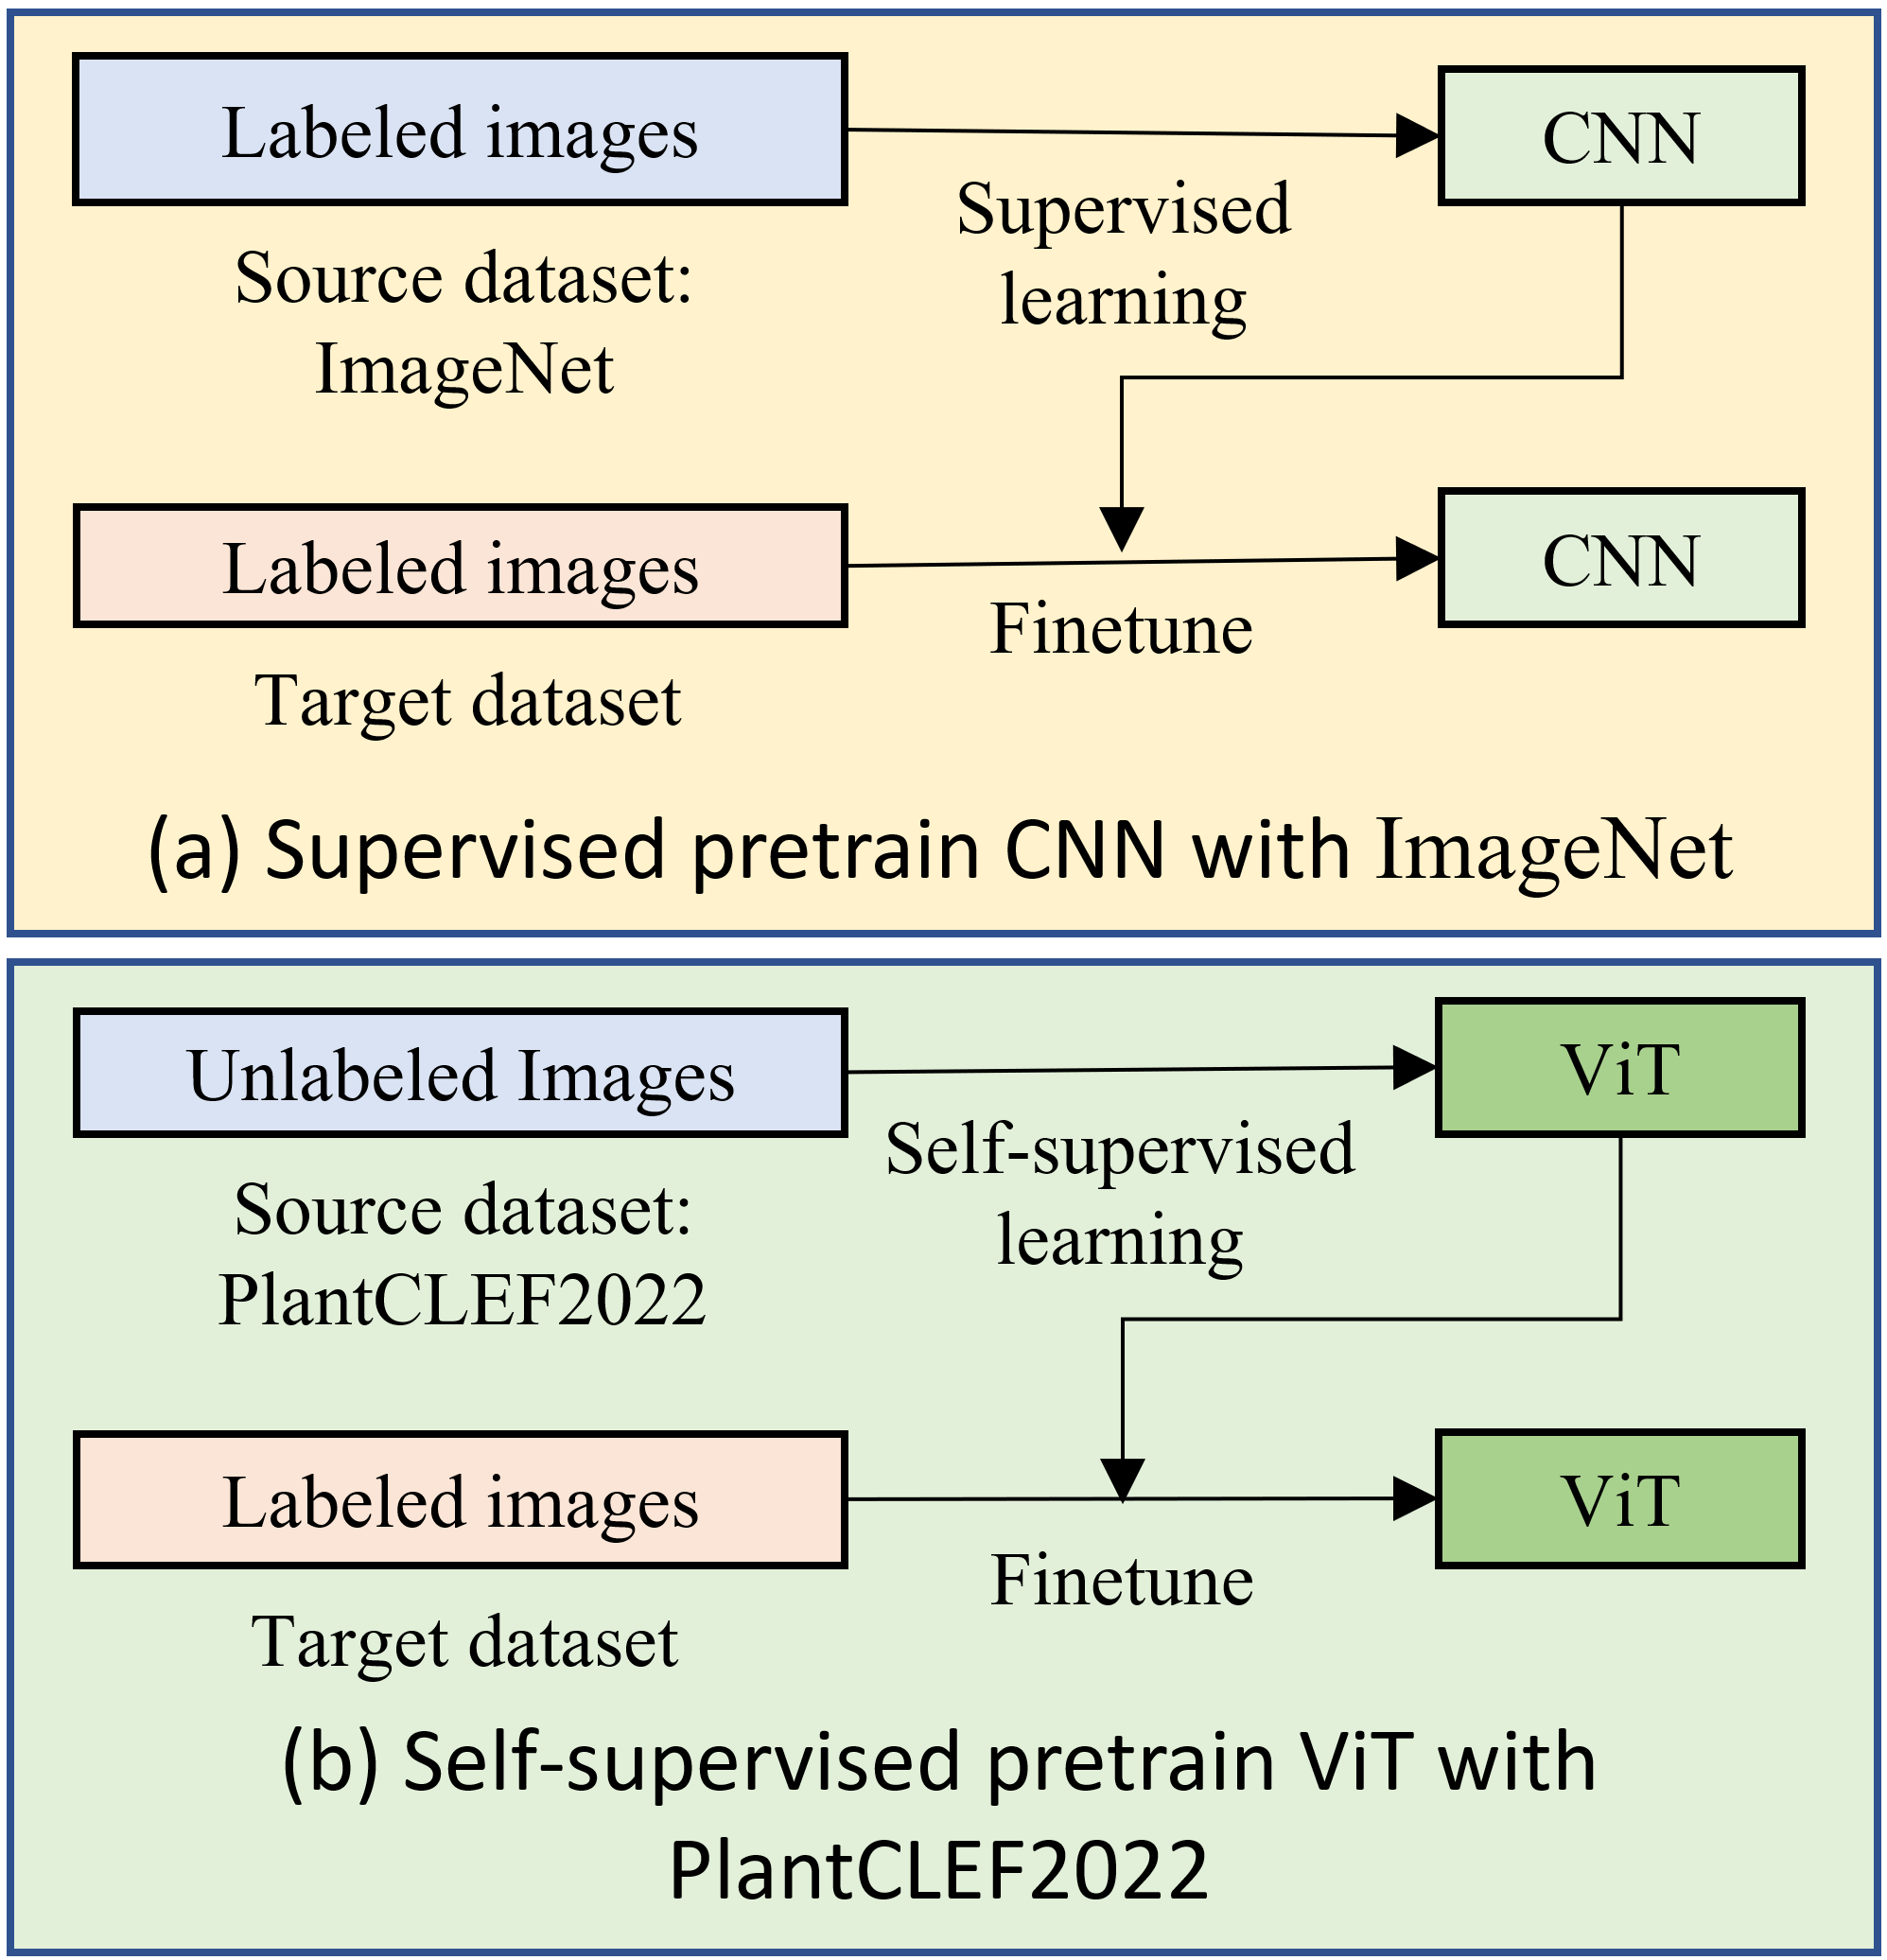 Labeled images
CNN
Supervised
learning
Source dataset:
ImageNet
Labeled images
CNN
Finetune
Target dataset
(a) Supervised pretrain CNN with ImageNet
Unlabeled Images
ViT
Self-supervised
learning
Source dataset:
PlantCLEF2022
Labeled images
ViT
Finetune
Target dataset
(b) Self-supervised pretrain ViT with
PlantCLEF2022